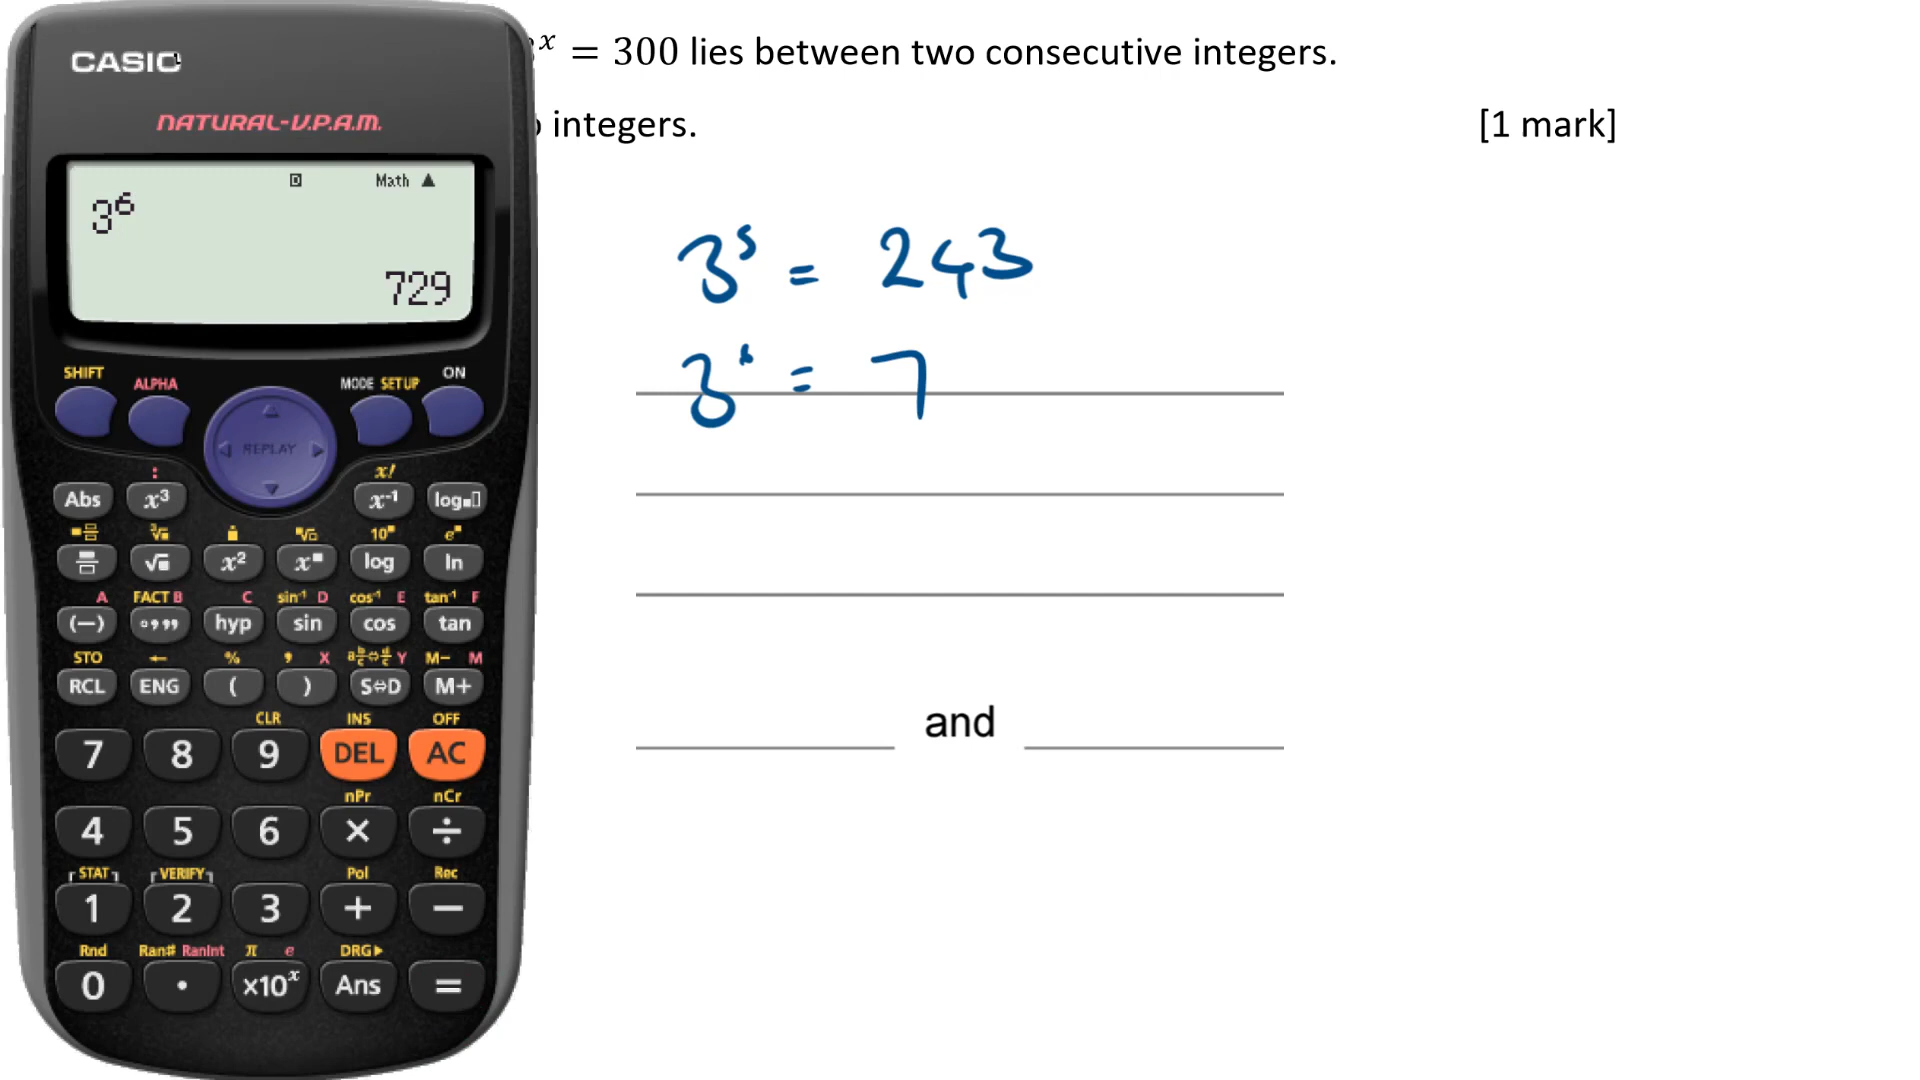 CASIO
NATURAL-V.P.A.M.
D Math ▲
3⁶
729
SHIFT ALPHA MODE SETUP ON
REPLAY
: x!
Abs x³ x⁻¹ log▪▯
■ 10■ e■
√ x² x■ log ln
A FACT B C sin⁻¹ D cos⁻¹ E tan⁻¹ F
(−) hyp sin cos tan
STO ← % , X a b/c⇔d/c Y M− M
RCL ENG ( ) S⇔D M+
CLR INS OFF
7 8 9 DEL AC
nPr nCr
4 5 6 × ÷
STAT VERIFY Pol Rec
1 2 3 + −
Rnd Ran# RanInt π e DRG▶
0 • ×10ˣ Ans =
ˣ = 300 lies between two consecutive integers.
integers. [1 mark]
3⁵ = 243
3⁶ = 7
and